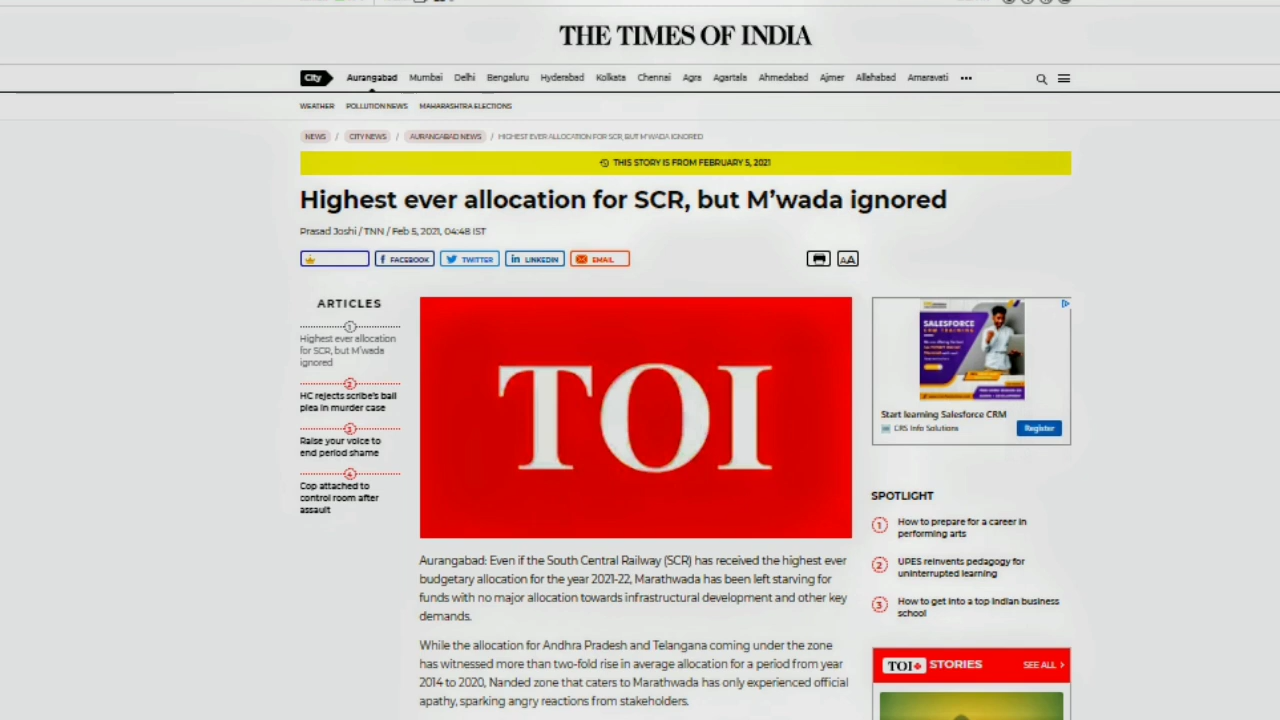 THE TIMES OF INDIA
City Aurangabad Mumbai Delhi Bengaluru Hyderabad Kolkata Chennai Agra Agartala Ahmedabad Ajmer Allahabad Amaravati •••
WEATHER POLLUTION NEWS MAHARASHTRA ELECTIONS
NEWS / CITY NEWS / AURANGABAD NEWS / HIGHEST EVER ALLOCATION FOR SCR, BUT M'WADA IGNORED
THIS STORY IS FROM FEBRUARY 5, 2021
Highest ever allocation for SCR, but M'wada ignored
Prasad Joshi / TNN / Feb 5, 2021, 04:48 IST
FACEBOOK TWITTER in LINKEDIN EMAIL AA
ARTICLES
1
Highest ever allocation
for SCR, but M'wada
ignored
2
HC rejects scribe's bail
plea in murder case
3
Raise your voice to
end period shame
4
Cop attached to
control room after
assault
TOI
Aurangabad: Even if the South Central Railway (SCR) has received the highest ever
budgetary allocation for the year 2021-22, Marathwada has been left starving for
funds with no major allocation towards infrastructural development and other key
demands.
While the allocation for Andhra Pradesh and Telangana coming under the zone
has witnessed more than two-fold rise in average allocation for a period from year
2014 to 2020, Nanded zone that caters to Marathwada has only experienced official
apathy, sparking angry reactions from stakeholders.
SALESFORCE
CRM TRAINING
Start learning Salesforce CRM
CRS Info Solutions
Register
SPOTLIGHT
1 How to prepare for a career in
performing arts
2 UPES reinvents pedagogy for
uninterrupted learning
3 How to get into a top Indian business
school
TOI+ STORIES SEE ALL >